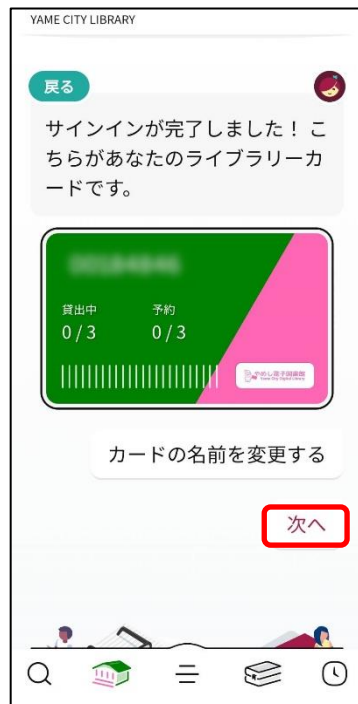 YAME CITY LIBRARY
戻る
サインインが完了しました！ こ
ちらがあなたのライブラリーカ
ードです。
貸出中 予約
0 / 3 0 / 3
カードの名前を変更する
次へ